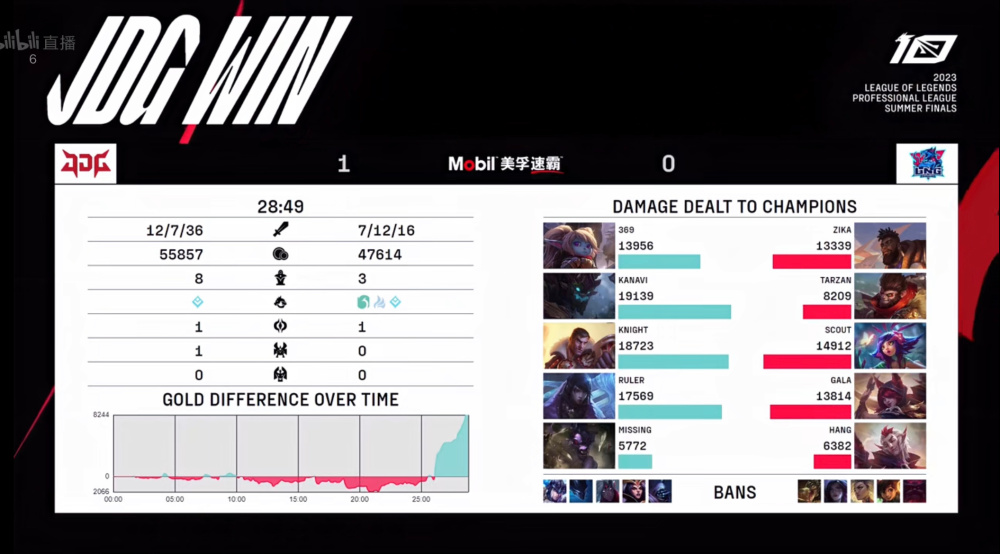 bilibili 直播
6
JDG WIN
10
2023
LEAGUE OF LEGENDS
PROFESSIONAL LEAGUE
SUMMER FINALS
JDG
1
Mobil 美孚速霸
0
LNG
28:49
12/7/36
7/12/16
55857
47614
8
3
1
1
1
0
0
0
GOLD DIFFERENCE OVER TIME
8244
0
2066
00:00
05:00
10:00
15:00
20:00
25:00
DAMAGE DEALT TO CHAMPIONS
369
ZIKA
13956
13339
KANAVI
TARZAN
19139
8209
KNIGHT
SCOUT
18723
14912
RULER
GALA
17569
13814
MISSING
HANG
5772
6382
BANS